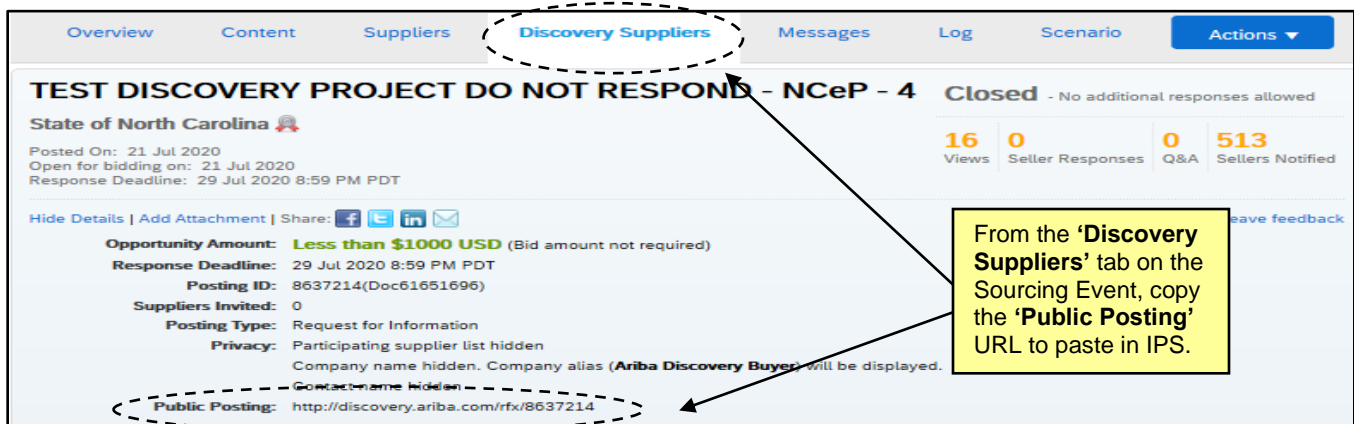 Overview Content Suppliers Discovery Suppliers Messages Log Scenario Actions ▼
TEST DISCOVERY PROJECT DO NOT RESPOND - NCeP - 4
Closed - No additional responses allowed
State of North Carolina
16 0 0 513
Views Seller Responses Q&A Sellers Notified
Posted On: 21 Jul 2020
Open for bidding on: 21 Jul 2020
Response Deadline: 29 Jul 2020 8:59 PM PDT
Hide Details | Add Attachment | Share:
eave feedback
Opportunity Amount: Less than $1000 USD (Bid amount not required)
Response Deadline: 29 Jul 2020 8:59 PM PDT
Posting ID: 8637214(Doc61651696)
Suppliers Invited: 0
Posting Type: Request for Information
Privacy: Participating supplier list hidden
Company name hidden. Company alias (Ariba Discovery Buyer) will be displayed.
Contact name hidden
Public Posting: http://discovery.ariba.com/rfx/8637214
From the ‘Discovery
Suppliers’ tab on the
Sourcing Event, copy
the ‘Public Posting’
URL to paste in IPS.